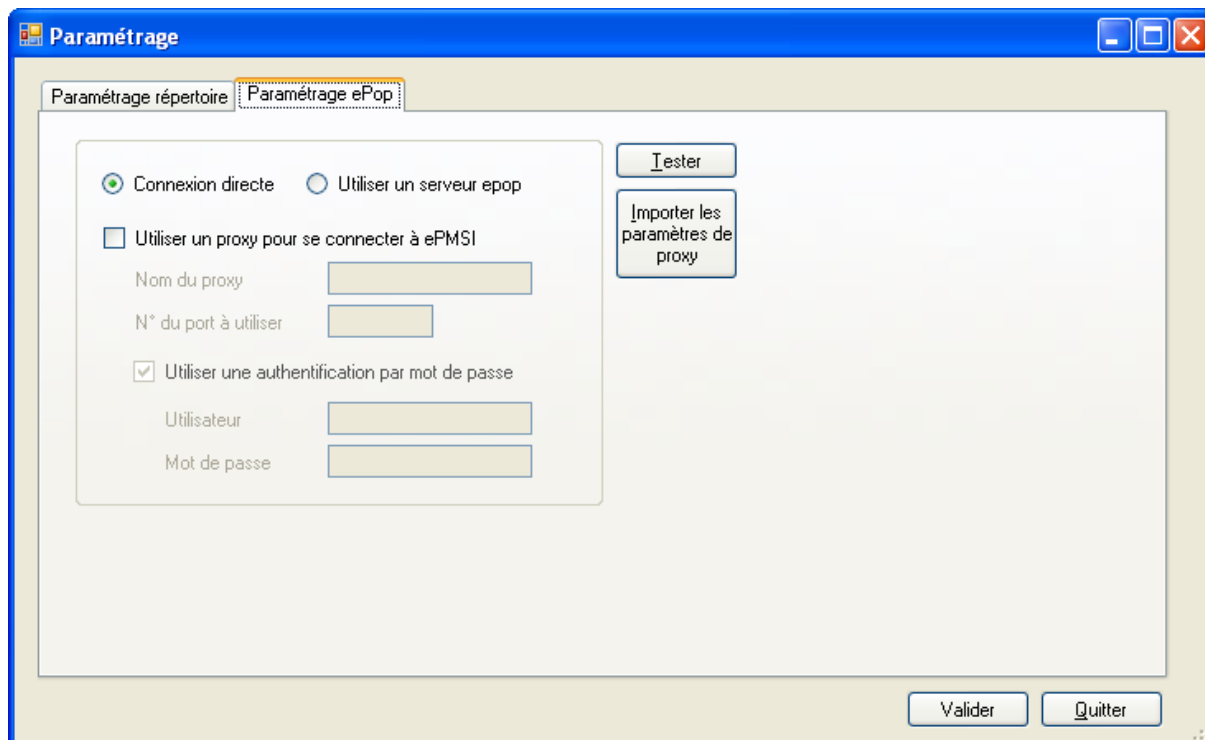 Paramétrage
Paramétrage répertoire
Paramétrage ePop
Connexion directe
Utiliser un serveur epop
Tester
Importer les
paramètres de
proxy
Utiliser un proxy pour se connecter à ePMSI
Nom du proxy
N° du port à utiliser
Utiliser une authentification par mot de passe
Utilisateur
Mot de passe
Valider
Quitter